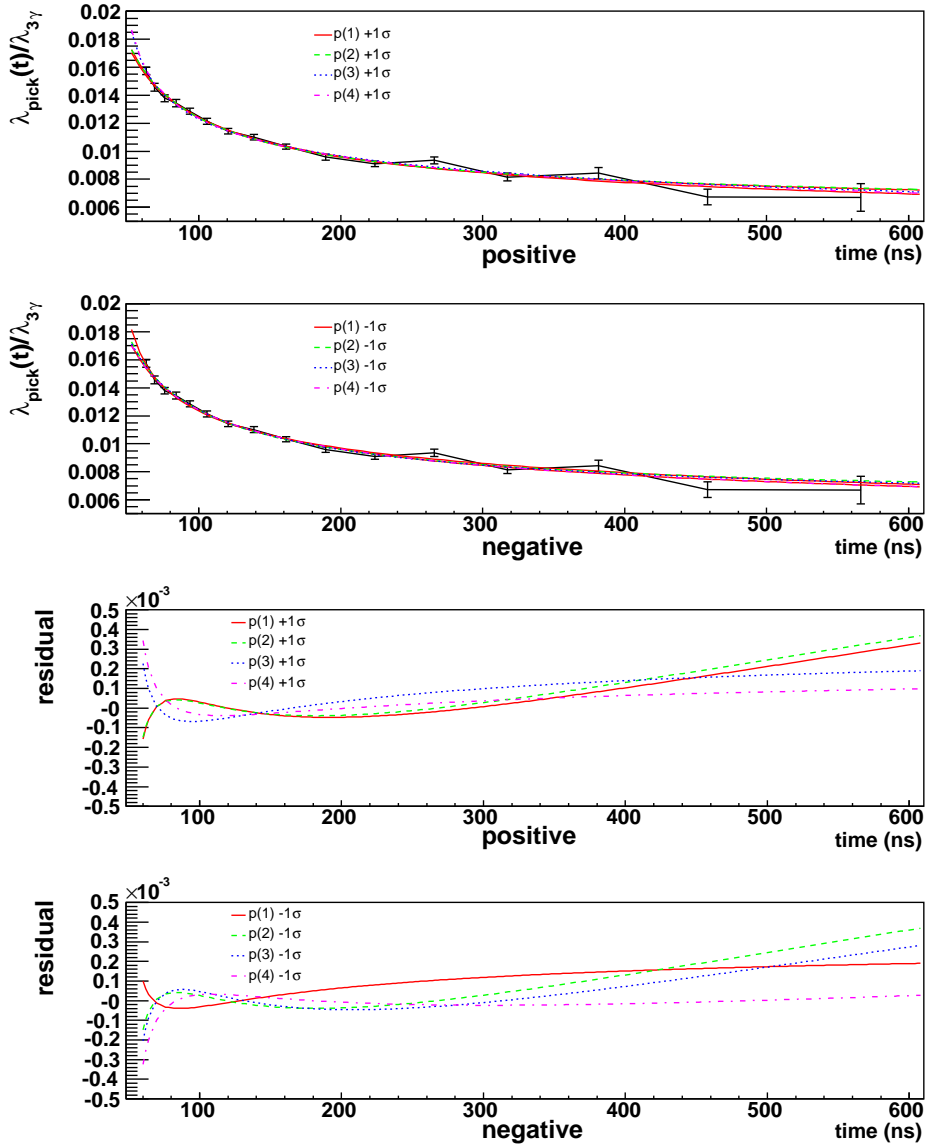 λpick(t)/λ3γ
0.02
0.018
0.016
0.014
0.012
0.01
0.008
0.006
p(1) +1σ
p(2) +1σ
p(3) +1σ
p(4) +1σ
100 200 300 400 500 600
positive
time (ns)
λpick(t)/λ3γ
0.02
0.018
0.016
0.014
0.012
0.01
0.008
0.006
p(1) -1σ
p(2) -1σ
p(3) -1σ
p(4) -1σ
100 200 300 400 500 600
negative
time (ns)
residual
×10-3
0.5
0.4
0.3
0.2
0.1
-0
-0.1
-0.2
-0.3
-0.4
-0.5
p(1) +1σ
p(2) +1σ
p(3) +1σ
p(4) +1σ
100 200 300 400 500 600
positive
time (ns)
residual
×10-3
0.5
0.4
0.3
0.2
0.1
-0
-0.1
-0.2
-0.3
-0.4
-0.5
p(1) -1σ
p(2) -1σ
p(3) -1σ
p(4) -1σ
100 200 300 400 500 600
negative
time (ns)